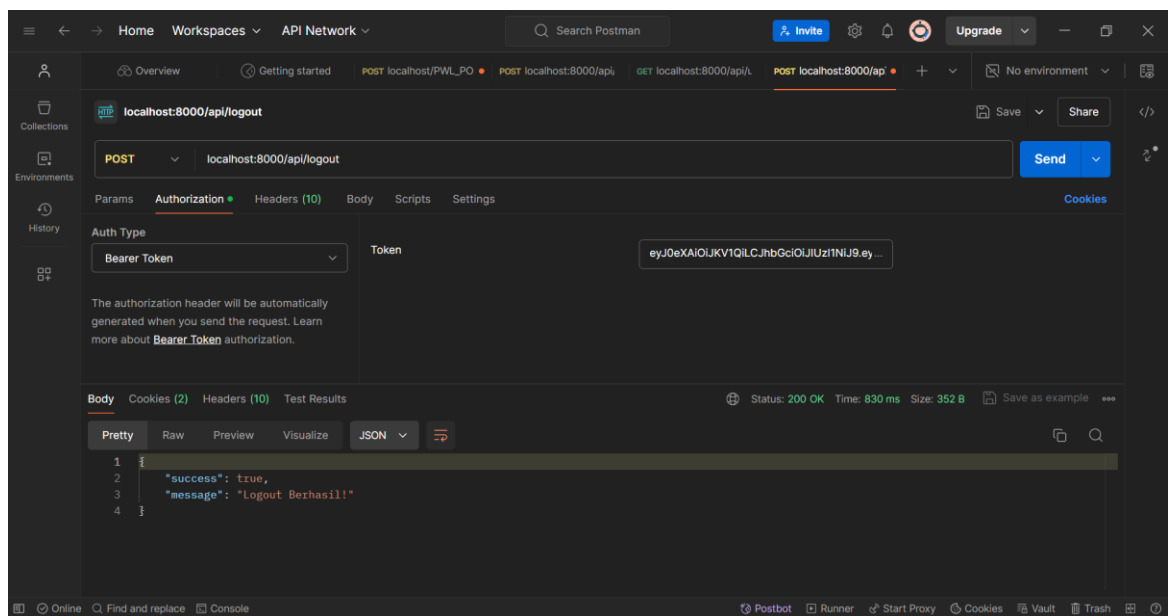 Home Workspaces API Network Search Postman Invite Upgrade
Overview Getting started POST localhost/PWL_PO POST localhost:8000/api GET localhost:8000/api/ POST localhost:8000/ap No environment
HTTP localhost:8000/api/logout Save Share
Collections
POST localhost:8000/api/logout Send
Environments
Params Authorization Headers (10) Body Scripts Settings Cookies
History
Auth Type
Bearer Token
Token eyJ0eXAiOiJKV1QiLCJhbGciOiJIUzI1NiJ9.ey...
The authorization header will be automatically
generated when you send the request. Learn
more about Bearer Token authorization.
Body Cookies (2) Headers (10) Test Results Status: 200 OK Time: 830 ms Size: 352 B Save as example
Pretty Raw Preview Visualize JSON
1 {
2 "success": true,
3 "message": "Logout Berhasil!"
4 }
Online Find and replace Console Postbot Runner Start Proxy Cookies Vault Trash